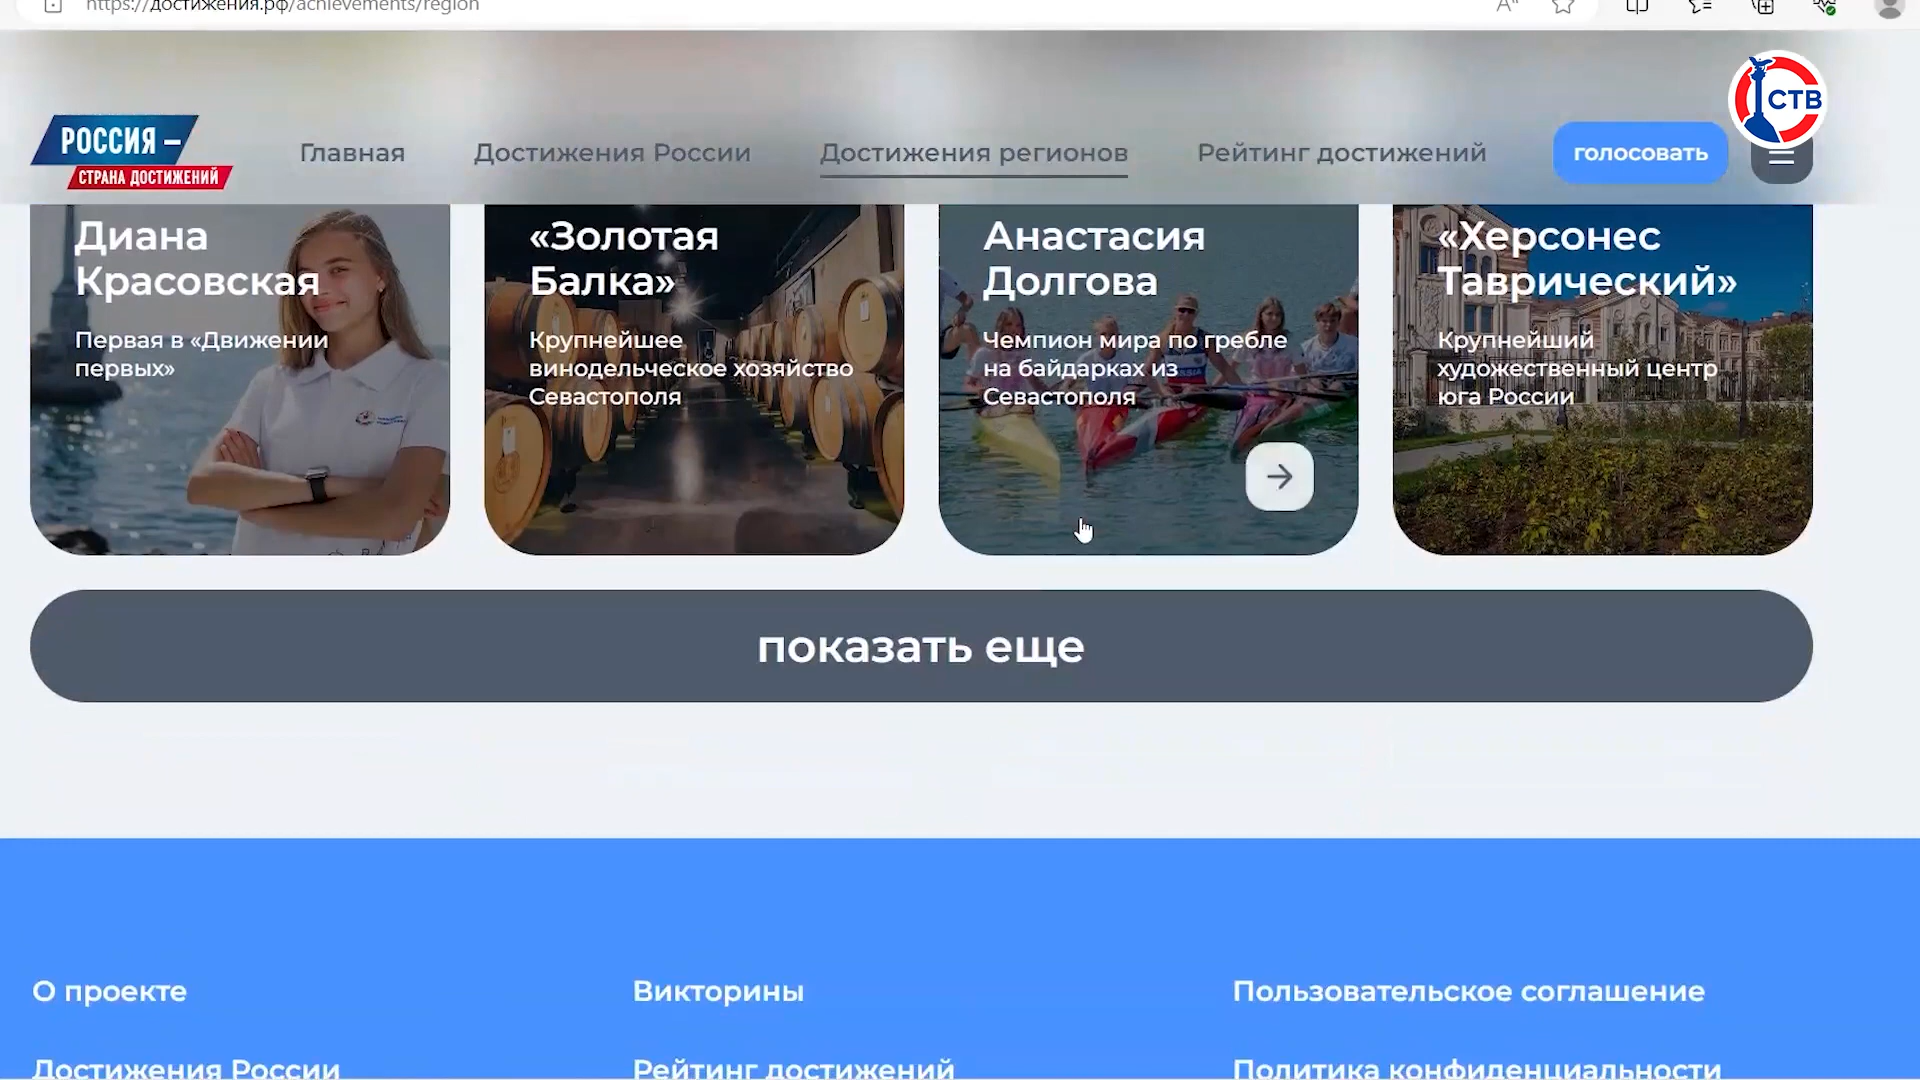 https://достижения.рф/achievements/region
СТВ
РОССИЯ –
СТРАНА ДОСТИЖЕНИЙ
Главная
Достижения России
Достижения регионов
Рейтинг достижений
голосовать
Диана
Красовская
Первая в «Движении
первых»
«Золотая
Балка»
Крупнейшее
винодельческое хозяйство
Севастополя
Анастасия
Долгова
Чемпион мира по гребле
на байдарках из
Севастополя
«Херсонес
Таврический»
Крупнейший
художественный центр
юга России
показать еще
О проекте
Викторины
Пользовательское соглашение
Достижения России
Рейтинг достижений
Политика конфиденциальности